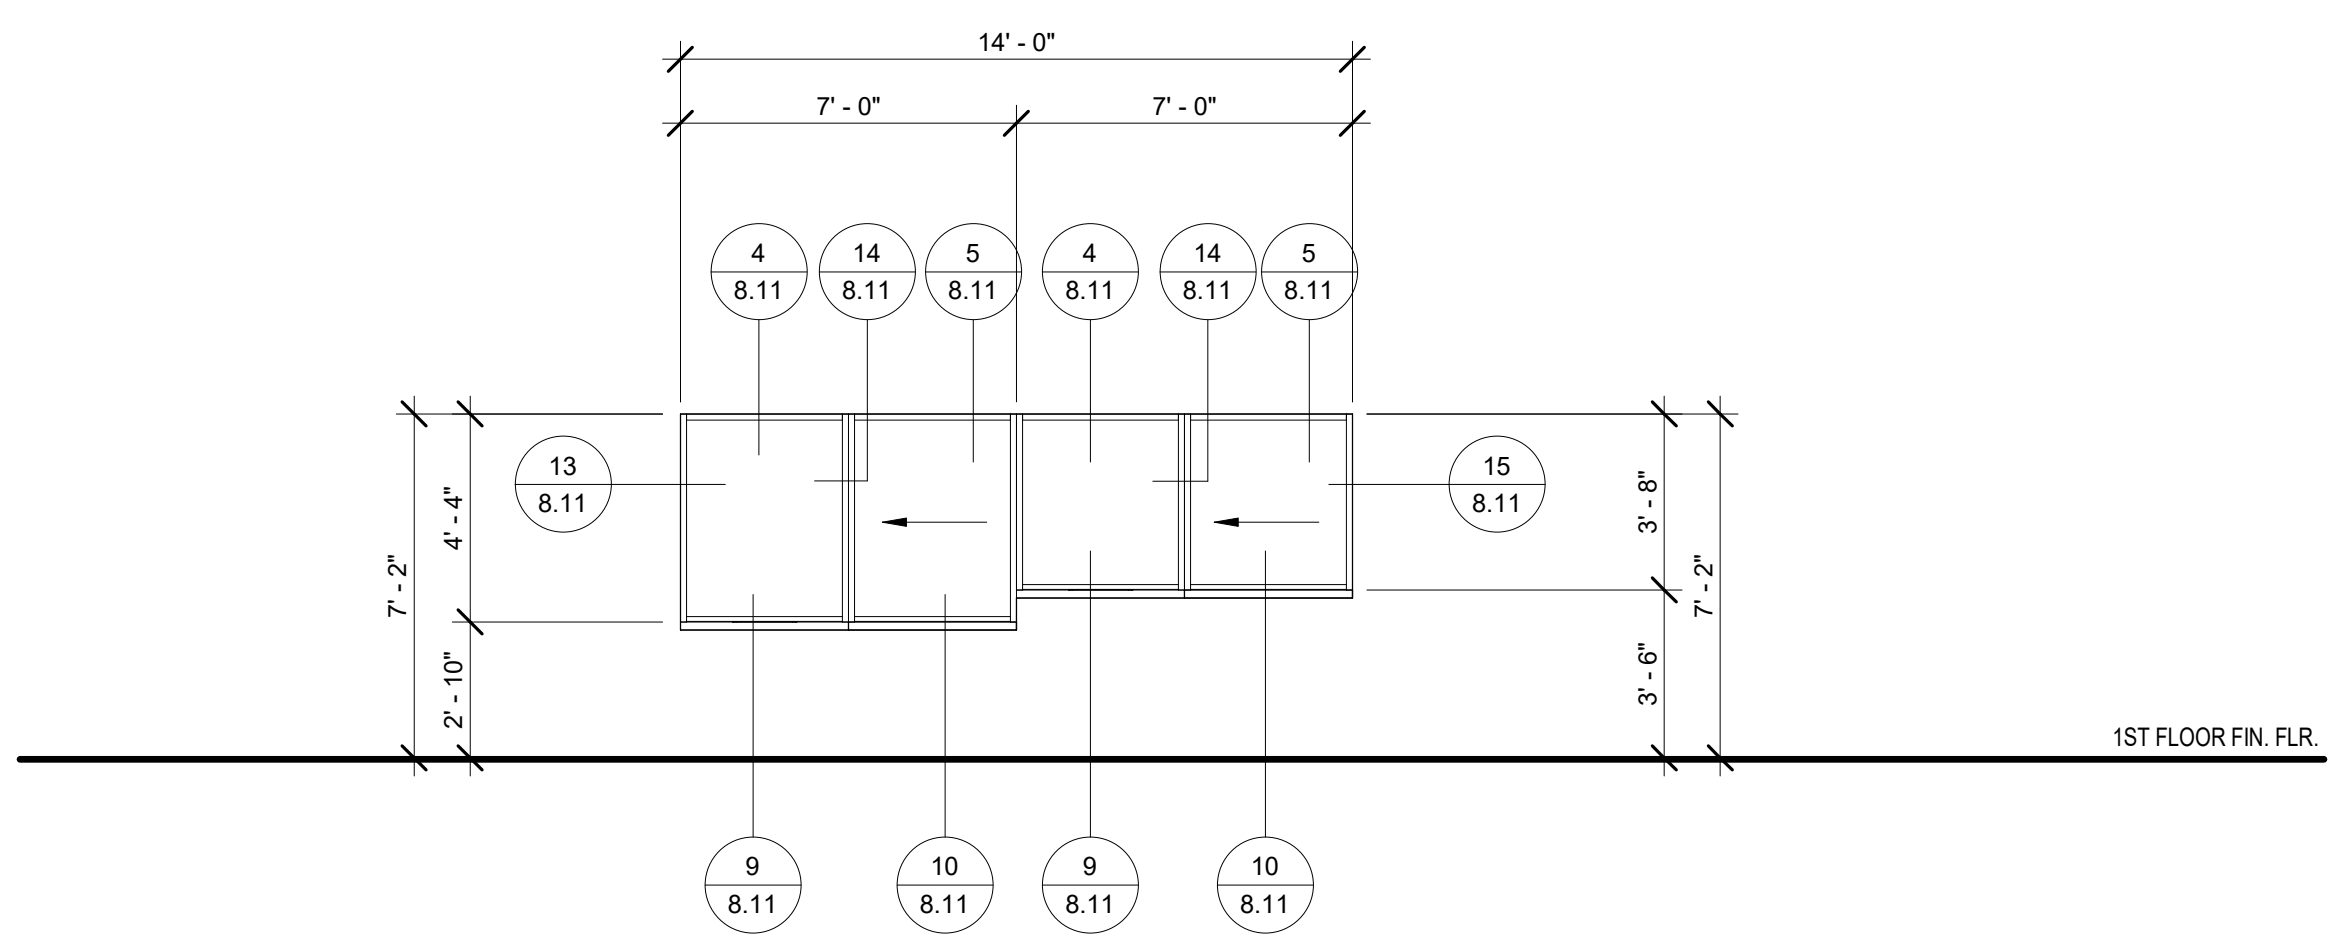 14' - 0"
7' - 0" 7' - 0"
4 14 5 4 14 5
8.11 8.11 8.11 8.11 8.11 8.11
13 15
8.11 8.11
4' - 4" 3' - 8"
7' - 2" 7' - 2"
2' - 10" 3' - 6"
1ST FLOOR FIN. FLR.
9 10 9 10
8.11 8.11 8.11 8.11